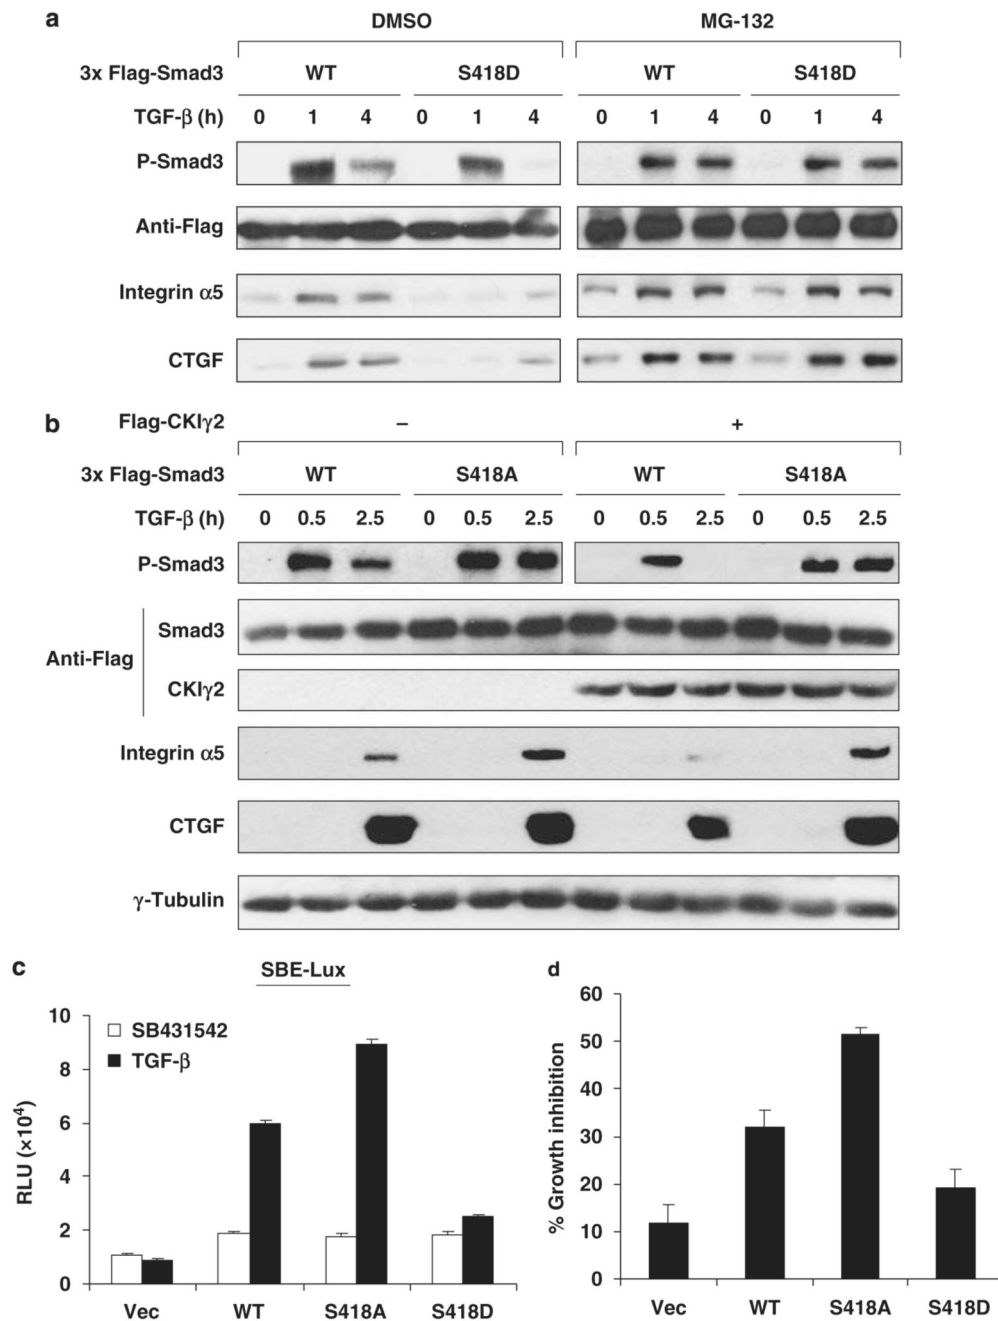 a
DMSO MG-132
3x Flag-Smad3 WT S418D WT S418D
TGF-β (h) 0 1 4 0 1 4 0 1 4 0 1 4
P-Smad3
Anti-Flag
Integrin α5
CTGF
b Flag-CKIγ2 – +
3x Flag-Smad3 WT S418A WT S418A
TGF-β (h) 0 0.5 2.5 0 0.5 2.5 0 0.5 2.5 0 0.5 2.5
P-Smad3
Smad3
Anti-Flag
CKIγ2
Integrin α5
CTGF
γ-Tubulin
c
SBE-Lux
SB431542
TGF-β
RLU (×10⁴)
10
8
6
4
2
0
Vec WT S418A S418D
d
% Growth inhibition
60
50
40
30
20
10
0
Vec WT S418A S418D